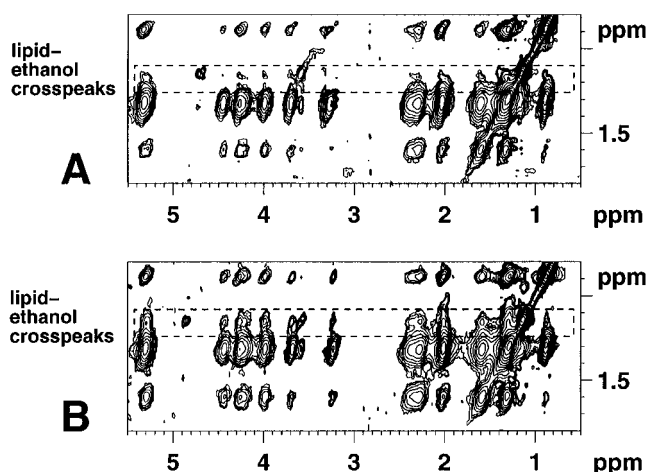 lipid–
ethanol
crosspeaks
A
ppm
1.5
5 4 3 2 1 ppm
lipid–
ethanol
crosspeaks
B
ppm
1.5
5 4 3 2 1 ppm